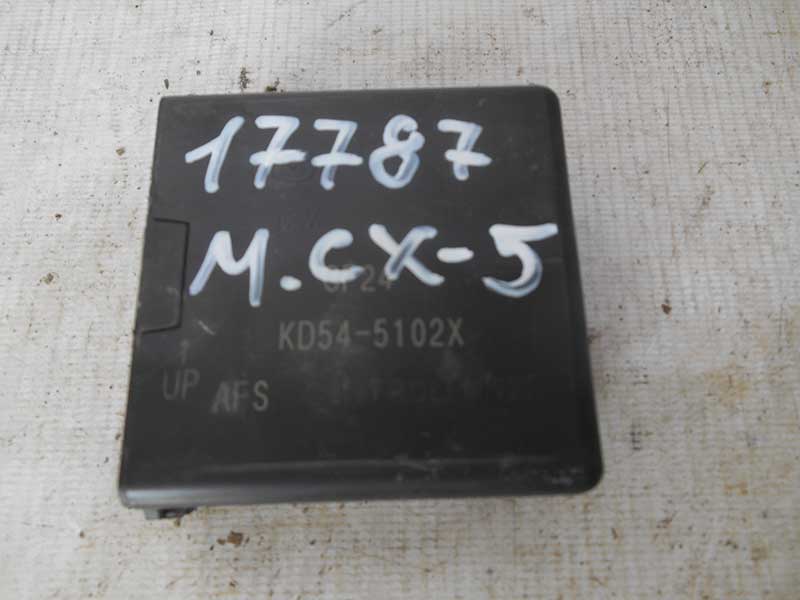 17787
M.CX-5
KD54-5102X
↑
UP AFS